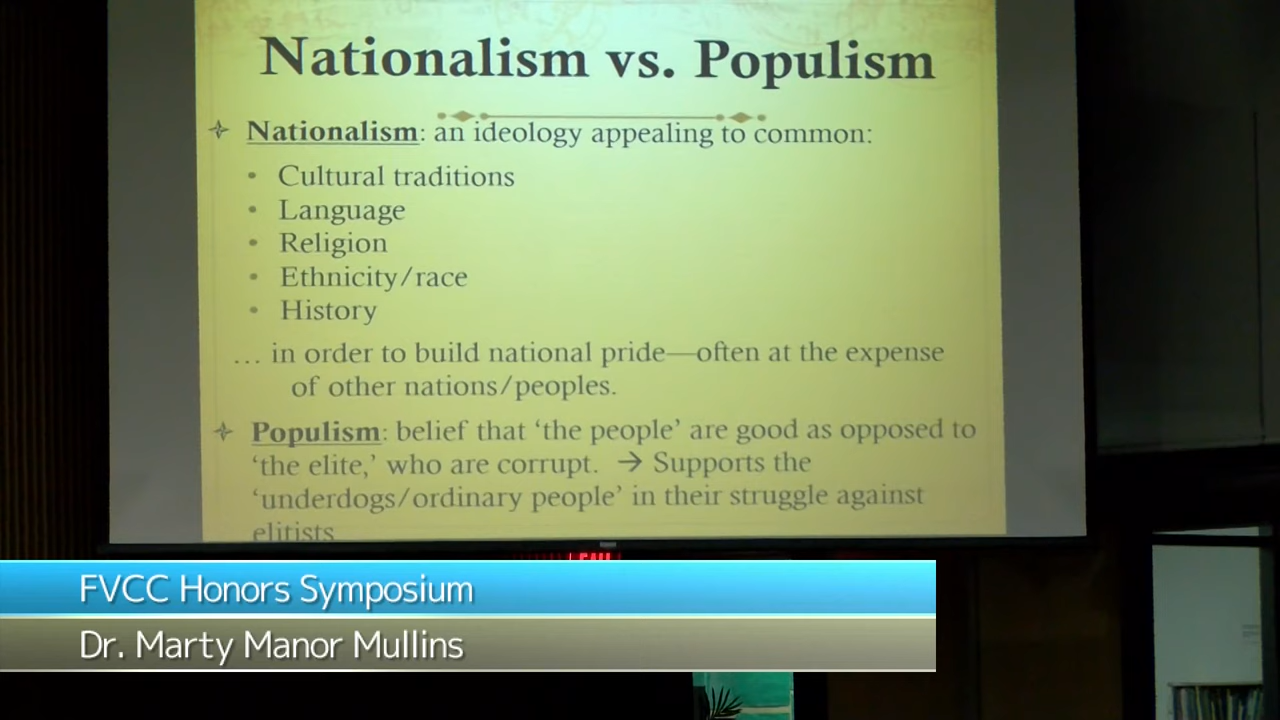 Nationalism vs. Populism
Nationalism: an ideology appealing to common:
• Cultural traditions
• Language
• Religion
• Ethnicity/race
• History
… in order to build national pride—often at the expense
of other nations/peoples.
Populism: belief that ‘the people’ are good as opposed to
‘the elite,’ who are corrupt. → Supports the
‘underdogs/ordinary people’ in their struggle against
elitists
FVCC Honors Symposium
Dr. Marty Manor Mullins